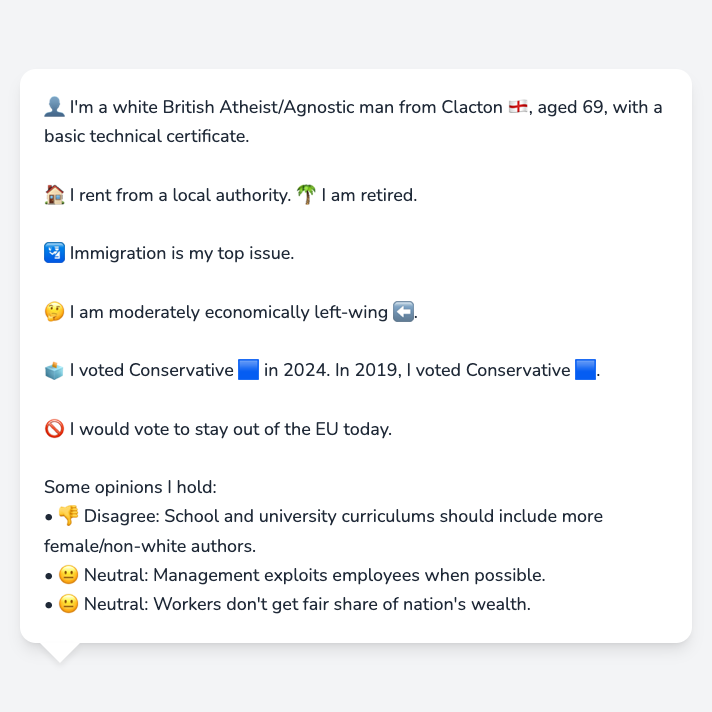 👤 I'm a white British Atheist/Agnostic man from Clacton 🏴󠁧󠁢󠁥󠁮󠁧󠁿, aged 69, with a
basic technical certificate.
🏠 I rent from a local authority. 🌴 I am retired.
🛂 Immigration is my top issue.
🤔 I am moderately economically left-wing ⬅️.
🗳️ I voted Conservative 🟦 in 2024. In 2019, I voted Conservative 🟦.
🚫 I would vote to stay out of the EU today.
Some opinions I hold:
• 👎 Disagree: School and university curriculums should include more
female/non-white authors.
• 😐 Neutral: Management exploits employees when possible.
• 😐 Neutral: Workers don't get fair share of nation's wealth.